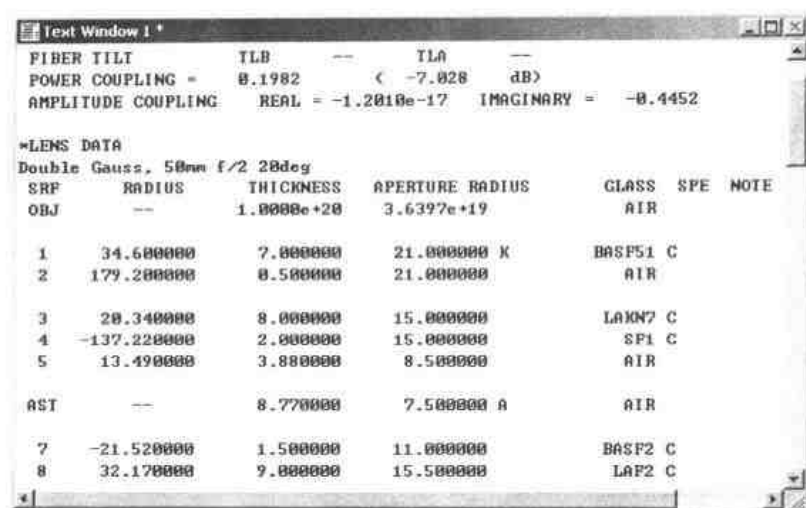 Text Window 1 *
FIBER TILT TLB -- TLA --
POWER COUPLING = 0.1982 ( -7.028 dB)
AMPLITUDE COUPLING REAL = -1.2010e-17 IMAGINARY = -0.4452
*LENS DATA
Double Gauss, 50mm f/2 20deg
SRF RADIUS THICKNESS APERTURE RADIUS GLASS SPE NOTE
OBJ -- 1.0000e+20 3.6397e+19 AIR
1 34.600000 7.000000 21.000000 K BASF51 C
2 179.200000 0.500000 21.000000 AIR
3 20.340000 8.000000 15.000000 LAKN7 C
4 -137.220000 2.000000 15.000000 SF1 C
5 13.490000 3.880000 8.500000 AIR
AST -- 8.770000 7.500000 A AIR
7 -21.520000 1.500000 11.000000 BASF2 C
8 32.170000 9.000000 15.500000 LAF2 C